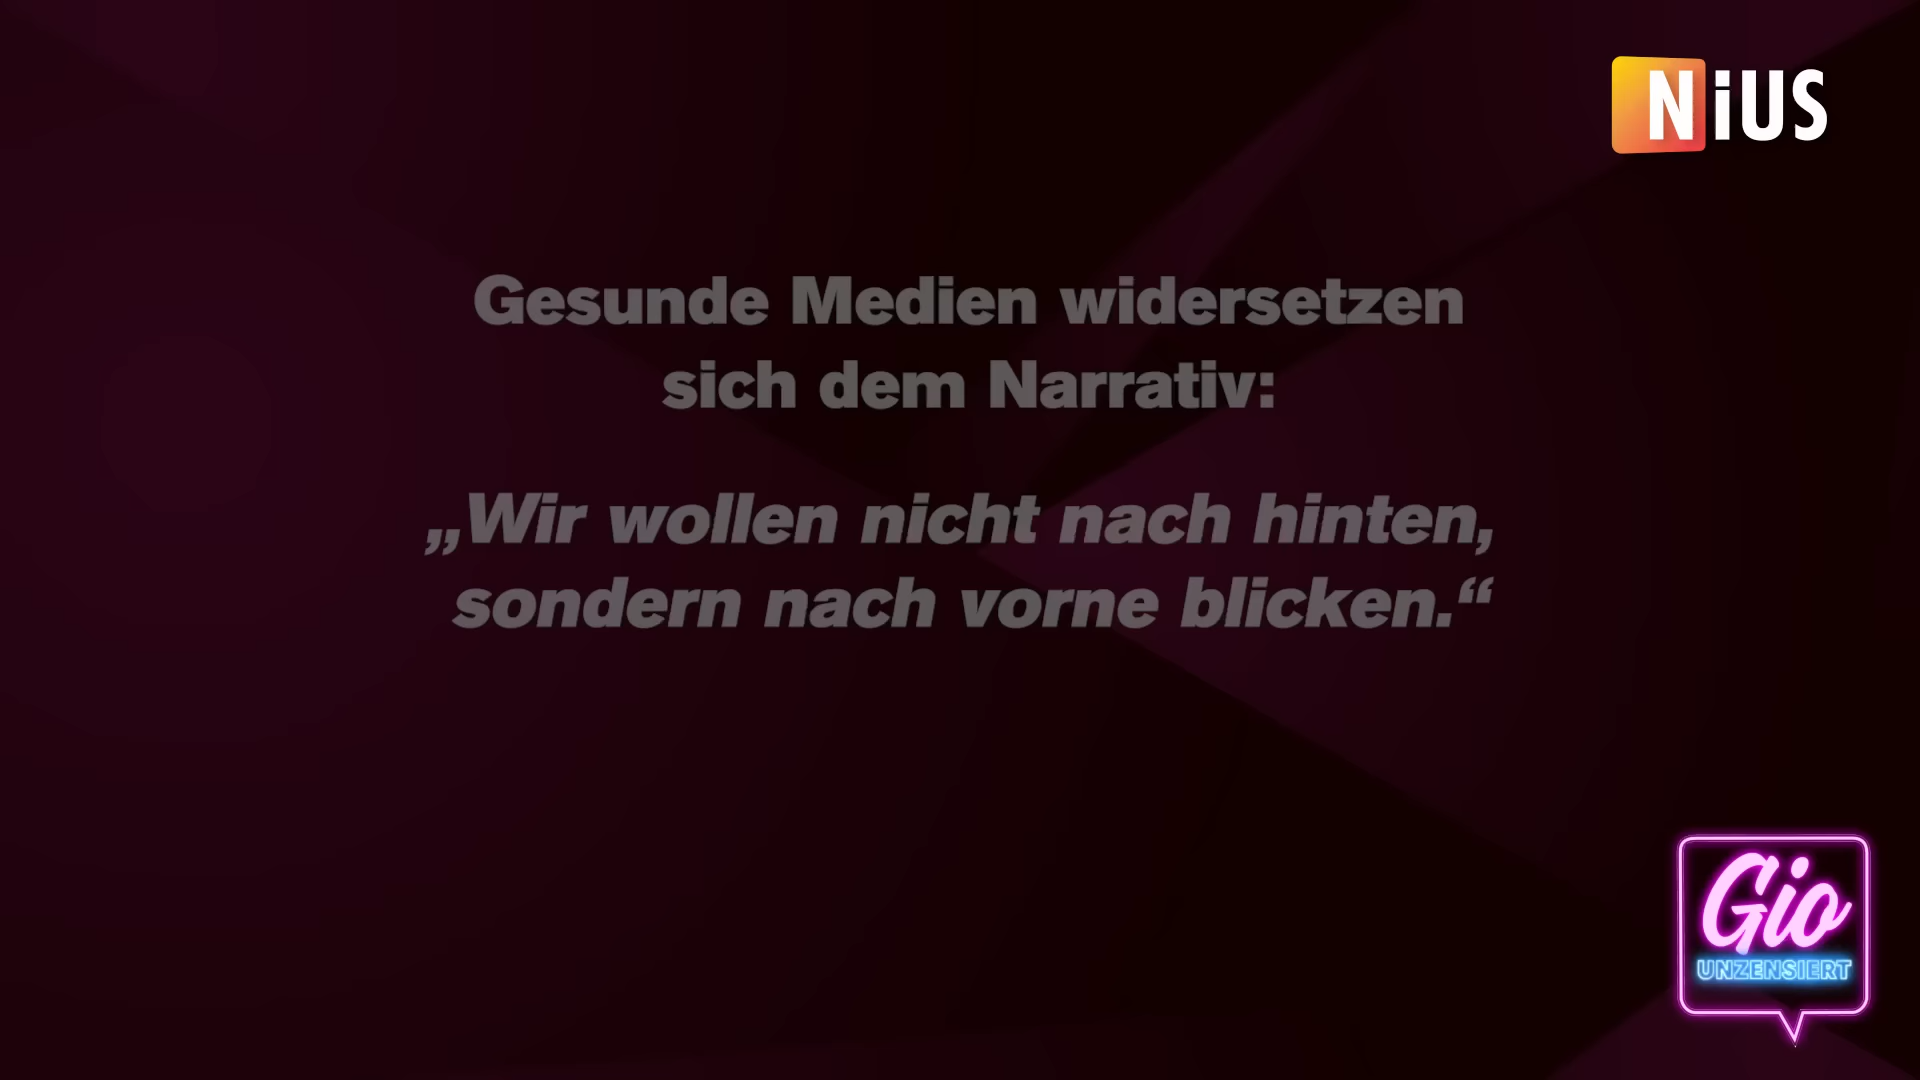 NiUS
Gesunde Medien widersetzen
sich dem Narrativ:
„Wir wollen nicht nach hinten,
sondern nach vorne blicken.“
Gio
UNZENSIERT